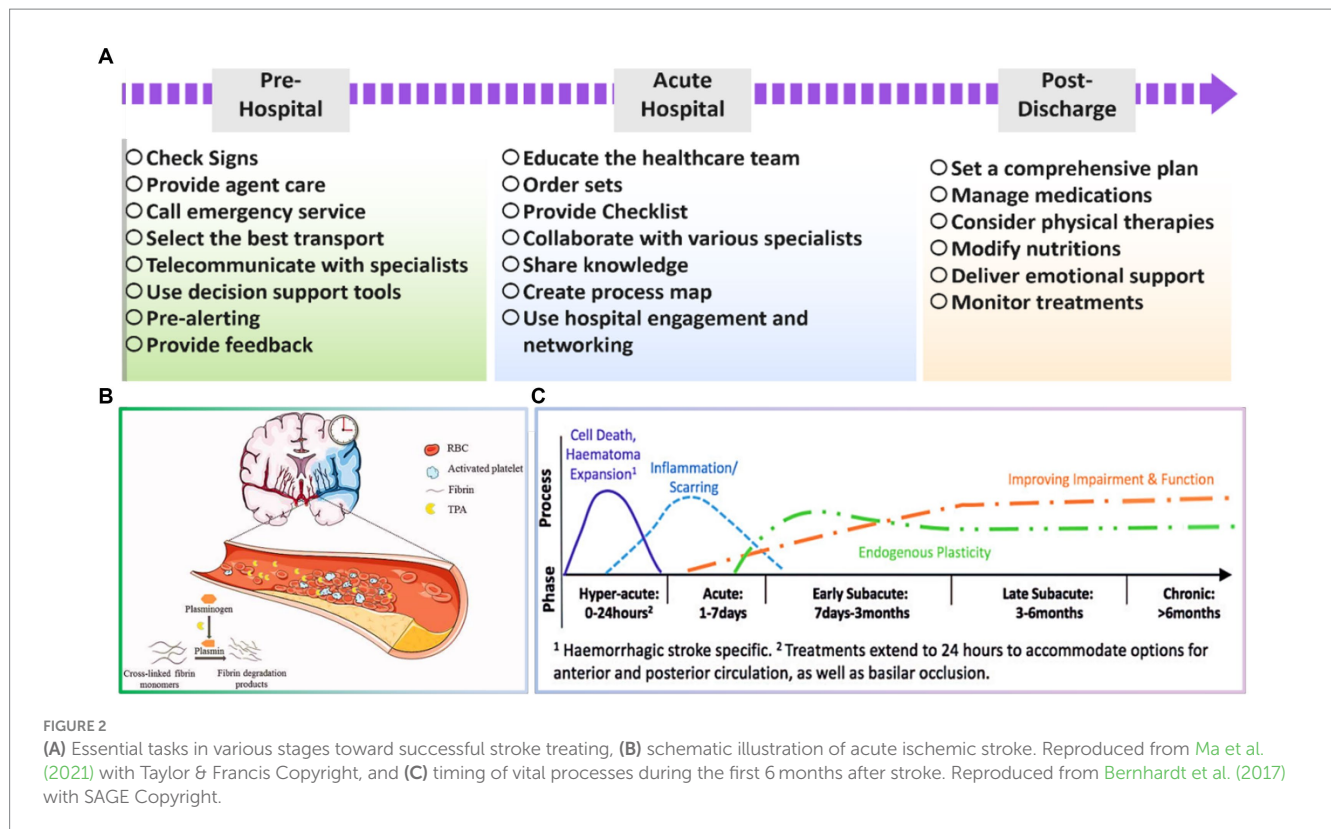 A
Pre-
Hospital
Acute
Hospital
Post-
Discharge
Check Signs
Provide agent care
Call emergency service
Select the best transport
Telecommunicate with specialists
Use decision support tools
Pre-alerting
Provide feedback
Educate the healthcare team
Order sets
Provide Checklist
Collaborate with various specialists
Share knowledge
Create process map
Use hospital engagement and
networking
Set a comprehensive plan
Manage medications
Consider physical therapies
Modify nutritions
Deliver emotional support
Monitor treatments
B
RBC
Activated platelet
Fibrin
TPA
Plasminogen
Plasmin
Cross-linked fibrin
monomers
Fibrin degradation
products
C
Process
Phase
Cell Death,
Haematoma
Expansion¹
Inflammation/
Scarring
Improving Impairment & Function
Endogenous Plasticity
Hyper-acute:
0-24hours²
Acute:
1-7days
Early Subacute:
7days-3months
Late Subacute:
3-6months
Chronic:
>6months
¹ Haemorrhagic stroke specific. ² Treatments extend to 24 hours to accommodate options for
anterior and posterior circulation, as well as basilar occlusion.
FIGURE 2
(A) Essential tasks in various stages toward successful stroke treating, (B) schematic illustration of acute ischemic stroke. Reproduced from Ma et al.
(2021) with Taylor & Francis Copyright, and (C) timing of vital processes during the first 6 months after stroke. Reproduced from Bernhardt et al. (2017)
with SAGE Copyright.